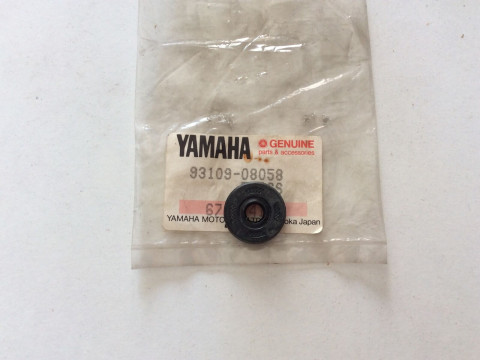 YAMAHA GENUINE
parts & accessories
93109-08058
67
YAMAHA MOTO oka Japan